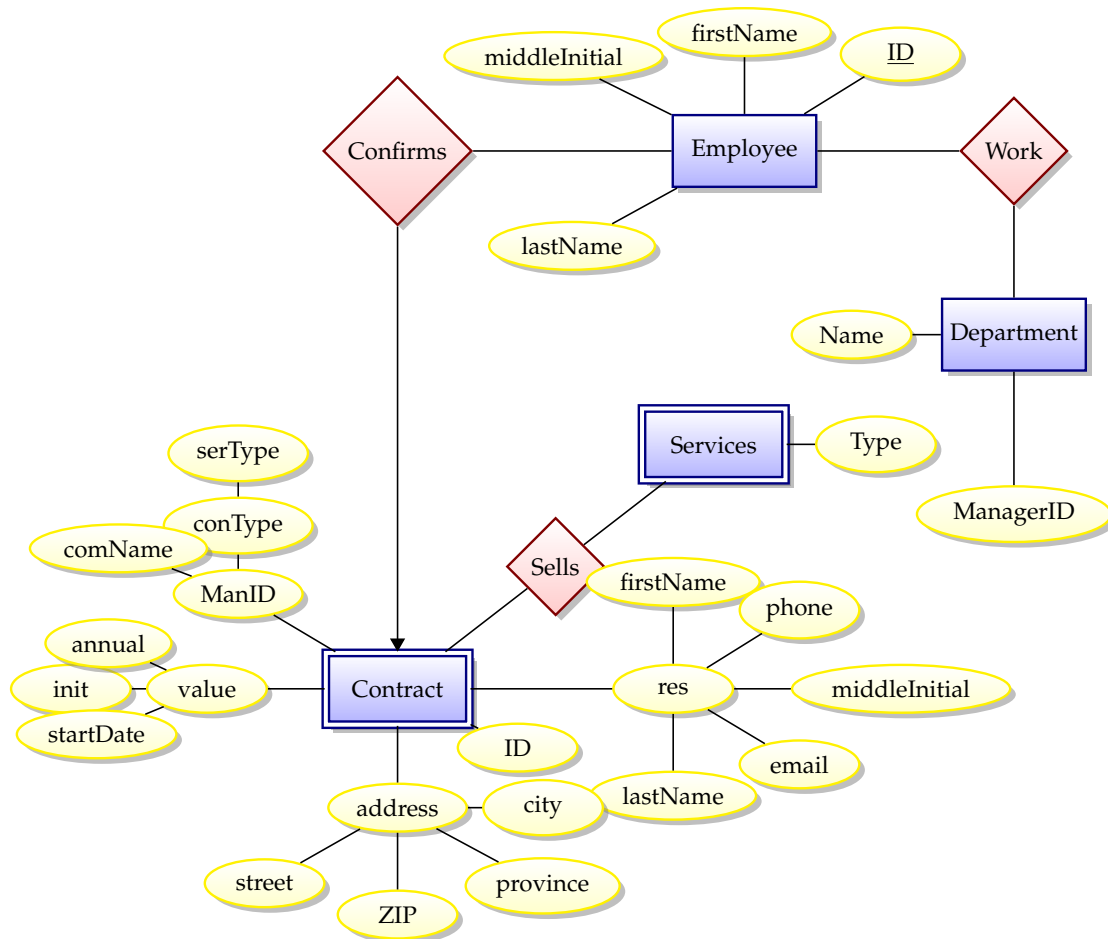 firstName
middleInitial
ID
Confirms
Employee
Work
lastName
Name
Department
serType
Services
Type
ManagerID
conType
comName
Sells
firstName
ManID
phone
annual
init
value
Contract
res
middleInitial
startDate
ID
email
lastName
address
city
street
province
ZIP